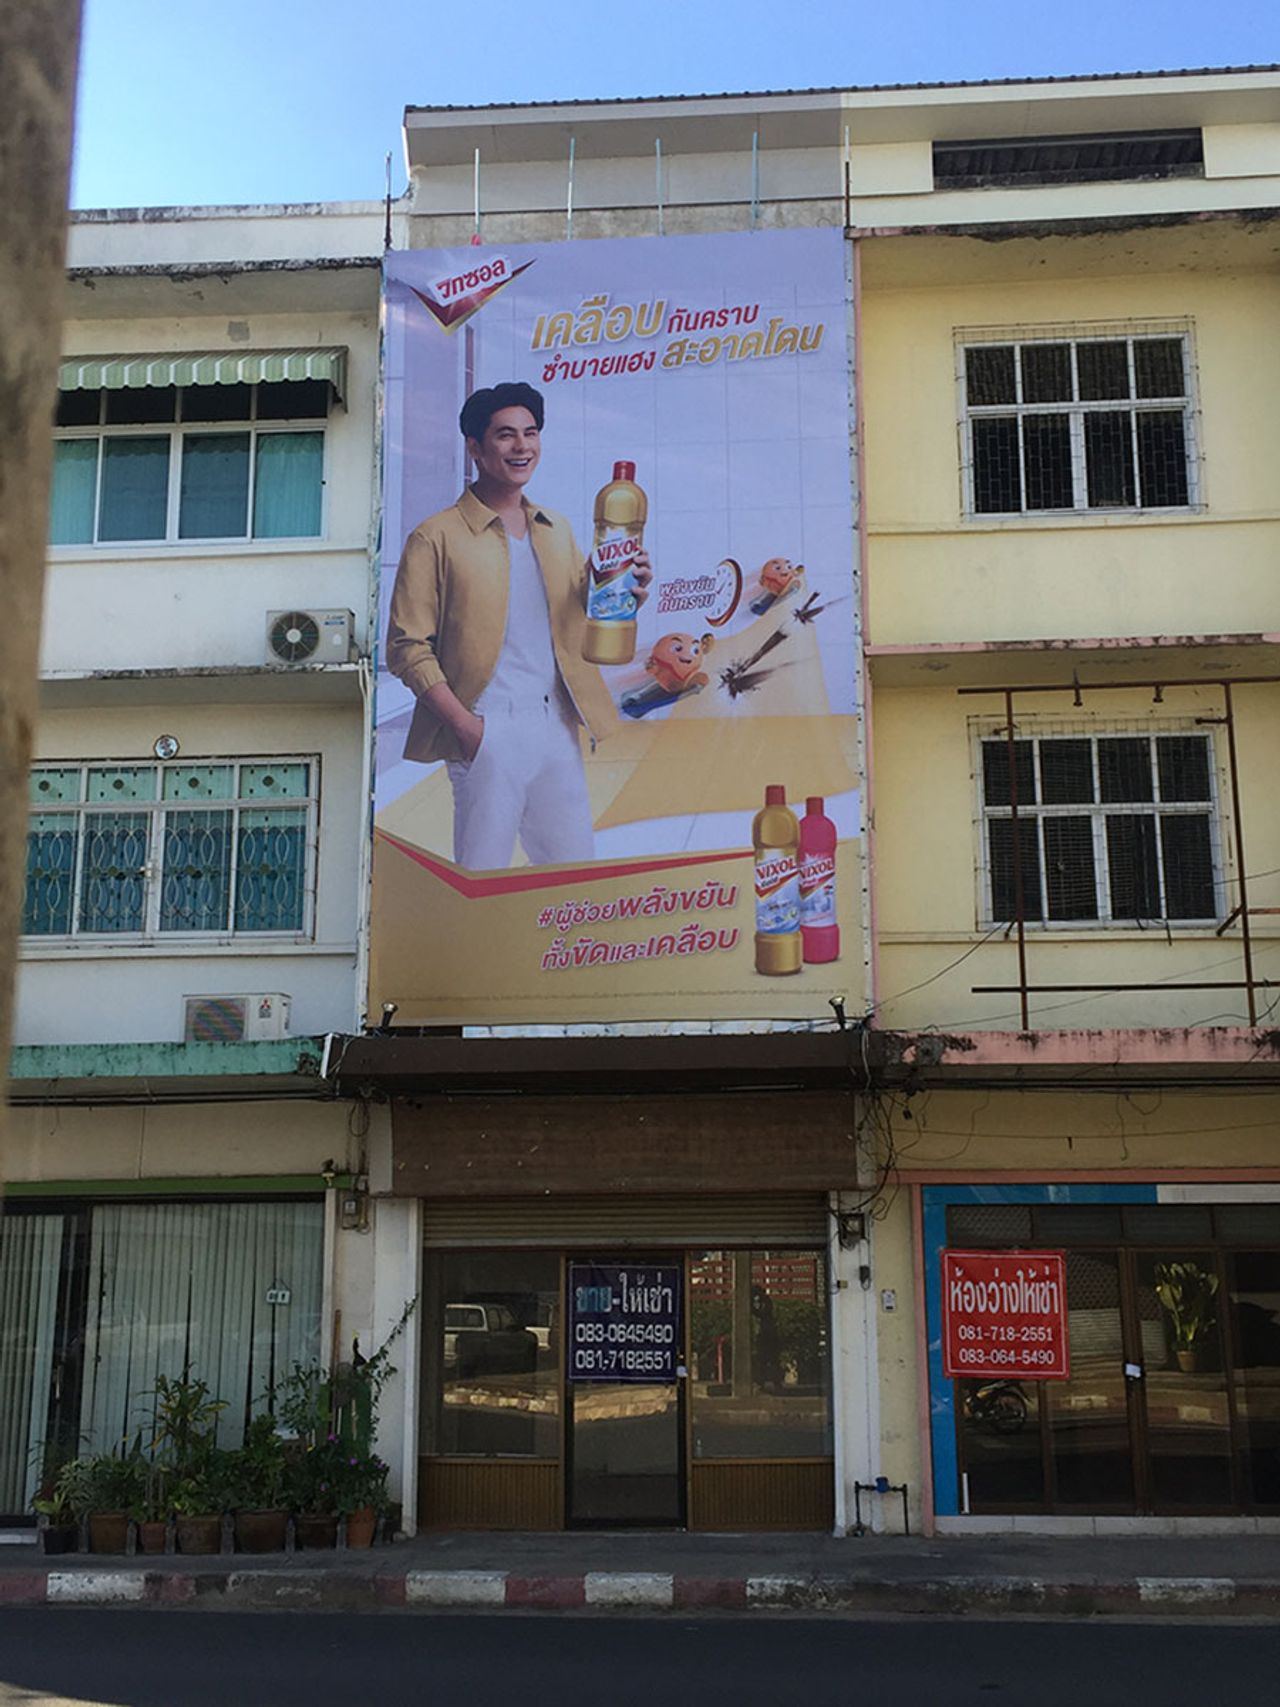 วิกซอล
เคลือบ กันคราบ
ซำบายแฮง สะอาดโดน
VIXOL
Gold
พลังขยัน
กันคราบ
VIXOL
Gold
VIXOL
#ผู้ช่วยพลังขยัน
ทั้งขัดและเคลือบ
ขาย-ให้เช่า
083-0645490
081-7182551
ห้องว่างให้เช่า
081-718-2551
083-064-5490